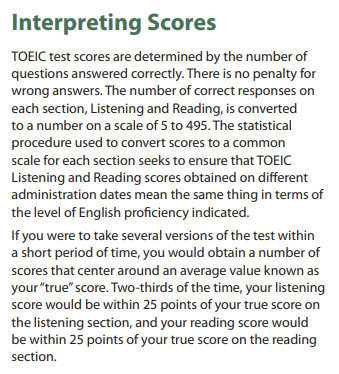 Interpreting Scores
TOEIC test scores are determined by the number of
questions answered correctly. There is no penalty for
wrong answers. The number of correct responses on
each section, Listening and Reading, is converted
to a number on a scale of 5 to 495. The statistical
procedure used to convert scores to a common
scale for each section seeks to ensure that TOEIC
Listening and Reading scores obtained on different
administration dates mean the same thing in terms of
the level of English proficiency indicated.
If you were to take several versions of the test within
a short period of time, you would obtain a number of
scores that center around an average value known as
your “true” score. Two-thirds of the time, your listening
score would be within 25 points of your true score on
the listening section, and your reading score would
be within 25 points of your true score on the reading
section.